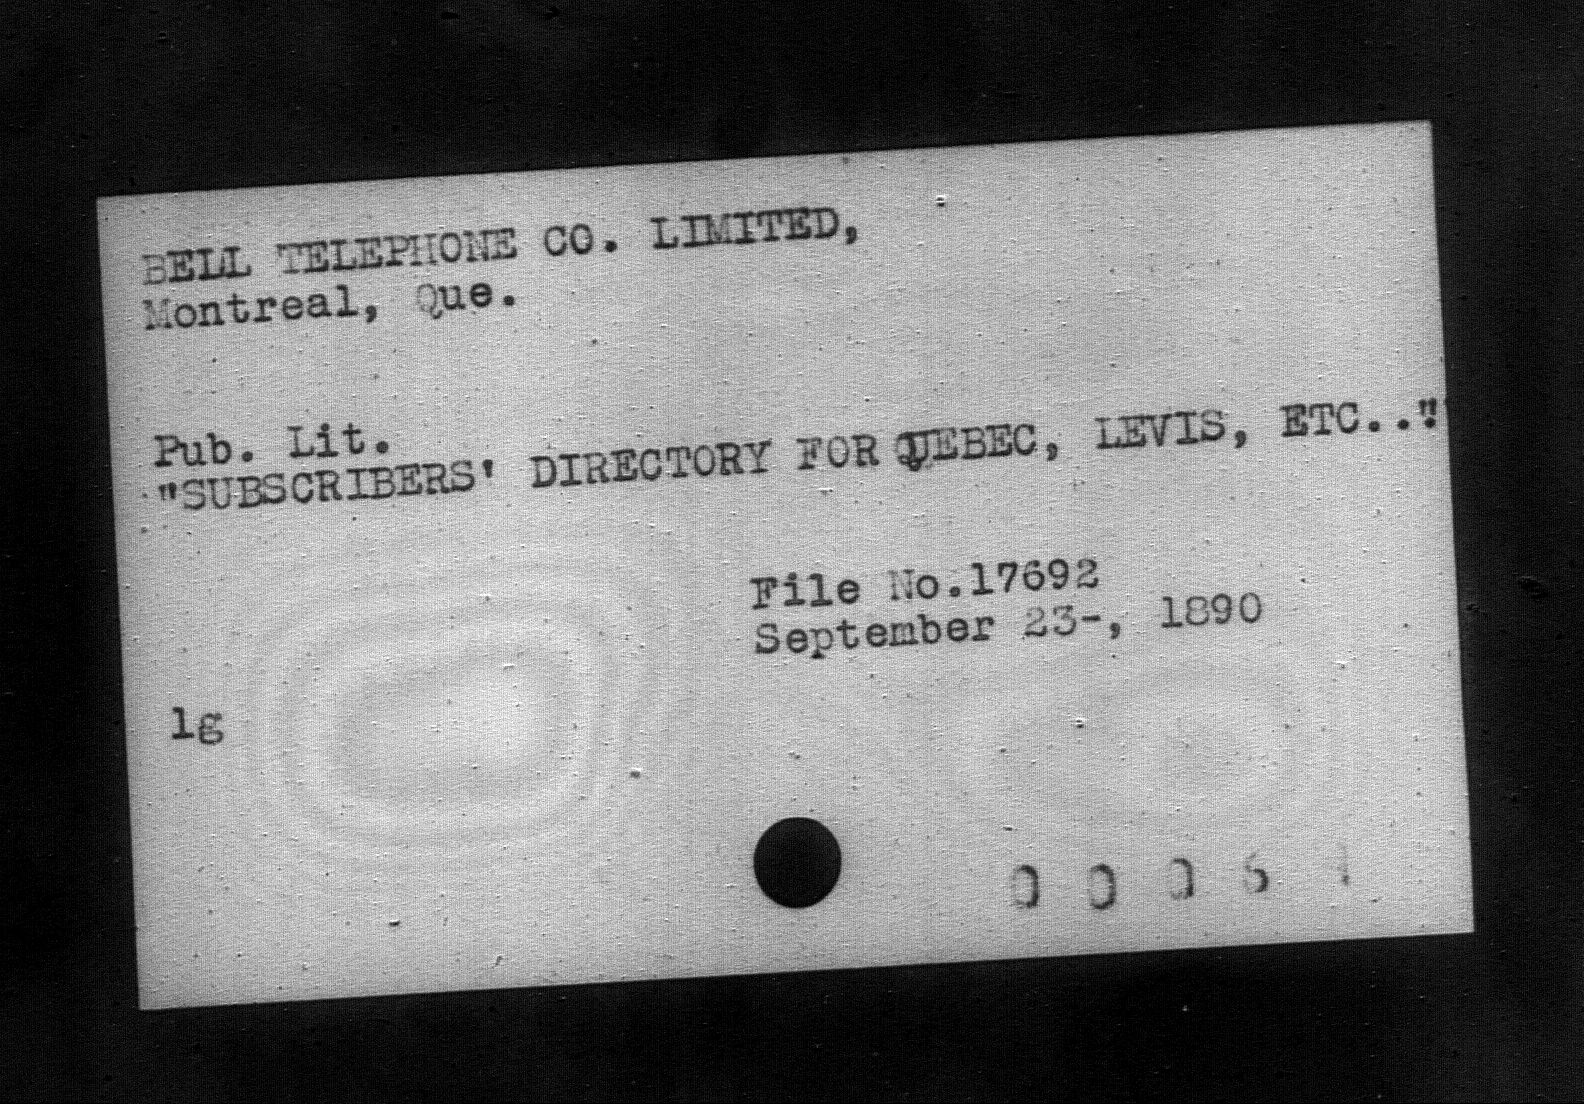 BELL TELEPHONE CO. LIMITED,
Montreal, Que.
Pub. Lit.
"SUBSCRIBERS' DIRECTORY FOR QUEBEC, LEVIS, ETC.."
File No.17692
September 23-, 1890
lg